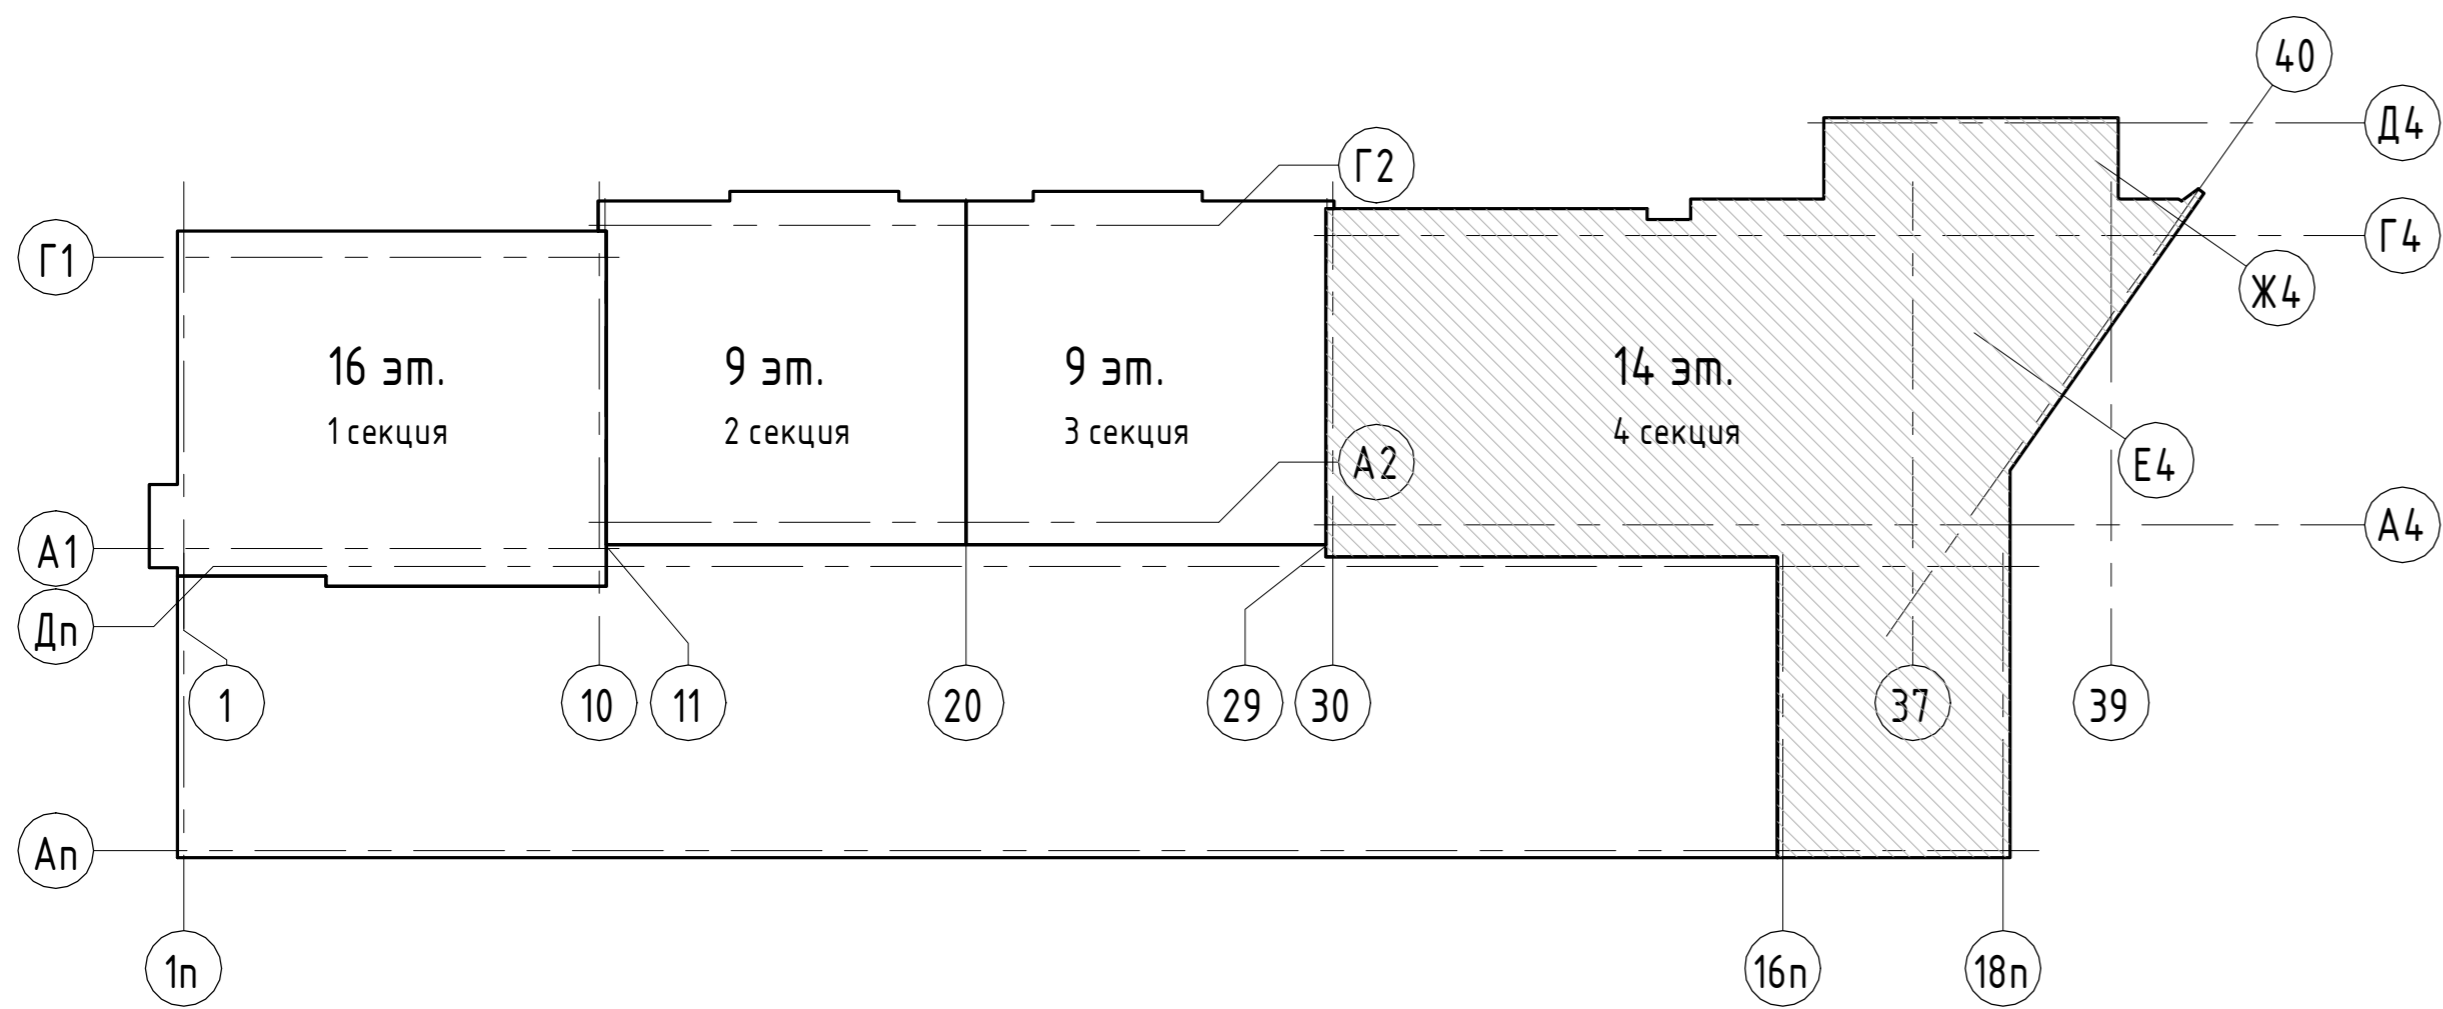 40
Д4
Г2
Г1
Г4
Ж4
16 эт.
9 эт.
9 эт.
14 эт.
1 секция
2 секция
3 секция
4 секция
А2
Е4
А1
А4
Дп
1
10
11
20
29
30
37
39
Ап
1п
16п
18п